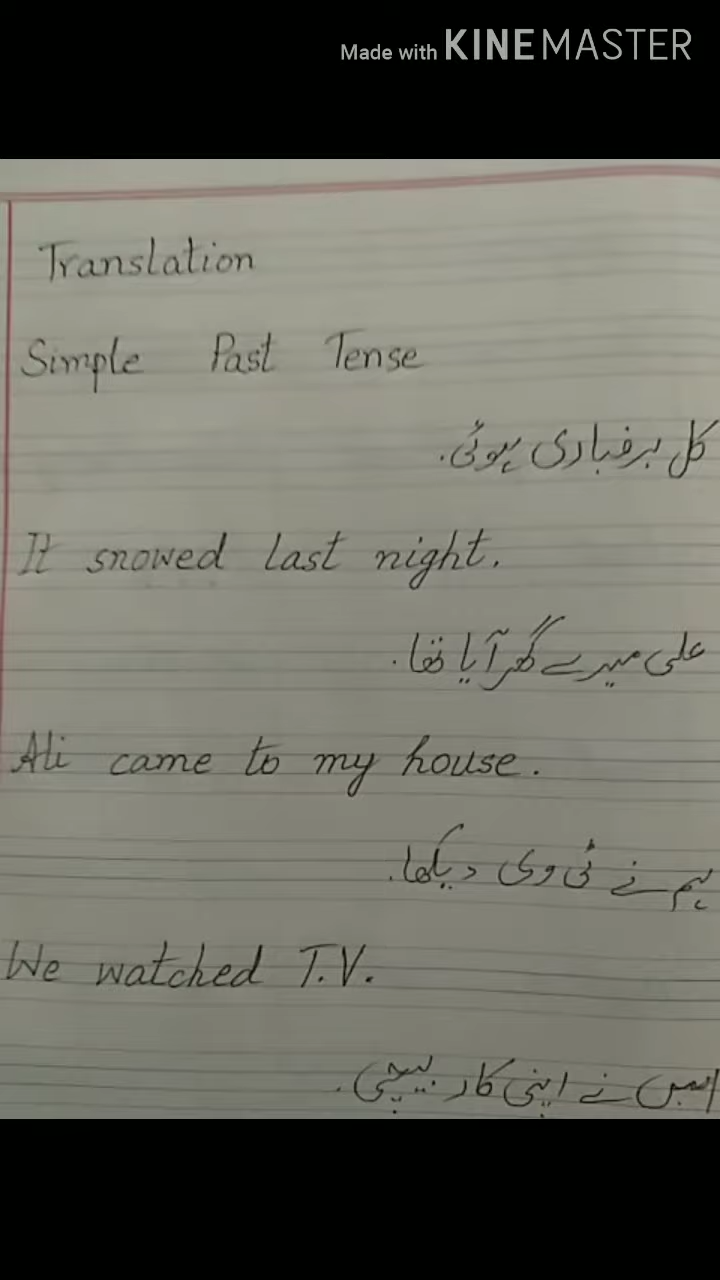 Made with KINEMASTER
Translation
Simple Past Tense
کل برفباری ہوئی.
It snowed last night.
علی میرے گھر آیا تھا.
Ali came to my house.
ہم نے ٹی وی دیکھا.
We watched T.V.
نے اپنی کار بیچی.